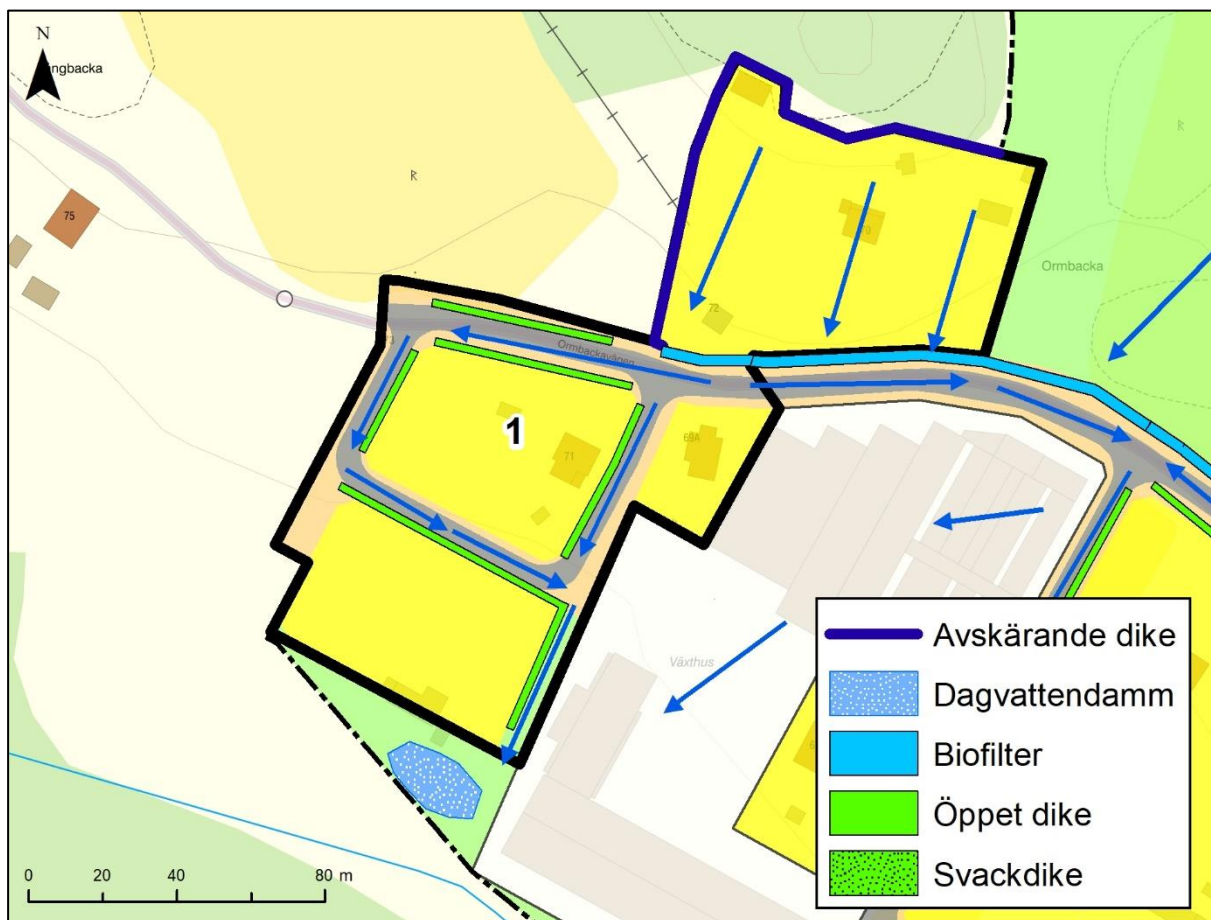 N
ngbacka
R
R
75
70
Ormbacka
72
Ormbackavägen
1
71
69A
Växthus
Avskärande dike
Dagvattendamm
Biofilter
Öppet dike
Svackdike
0 20 40 80 m